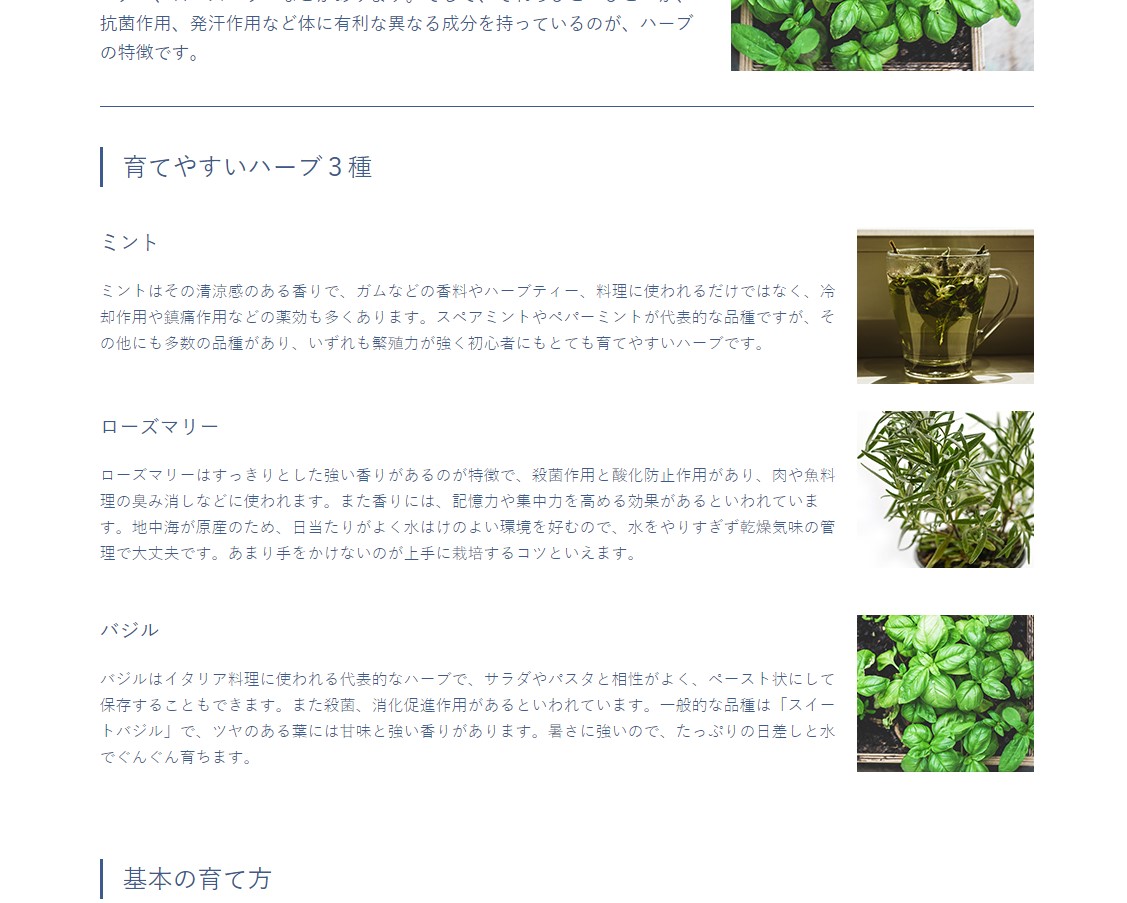 抗菌作用、発汗作用など体に有利な異なる成分を持っているのが、ハーブ
の特徴です。
育てやすいハーブ３種
ミント
ミントはその清涼感のある香りで、ガムなどの香料やハーブティー、料理に使われるだけではなく、冷
却作用や鎮痛作用などの薬効も多くあります。スペアミントやペパーミントが代表的な品種ですが、そ
の他にも多数の品種があり、いずれも繁殖力が強く初心者にもとても育てやすいハーブです。
ローズマリー
ローズマリーはすっきりとした強い香りがあるのが特徴で、殺菌作用と酸化防止作用があり、肉や魚料
理の臭み消しなどに使われます。また香りには、記憶力や集中力を高める効果があるといわれていま
す。地中海が原産のため、日当たりがよく水はけのよい環境を好むので、水をやりすぎず乾燥気味の管
理で大丈夫です。あまり手をかけないのが上手に栽培するコツといえます。
バジル
バジルはイタリア料理に使われる代表的なハーブで、サラダやパスタと相性がよく、ペースト状にして
保存することもできます。また殺菌、消化促進作用があるといわれています。一般的な品種は「スイー
トバジル」で、ツヤのある葉には甘味と強い香りがあります。暑さに強いので、たっぷりの日差しと水
でぐんぐん育ちます。
基本の育て方